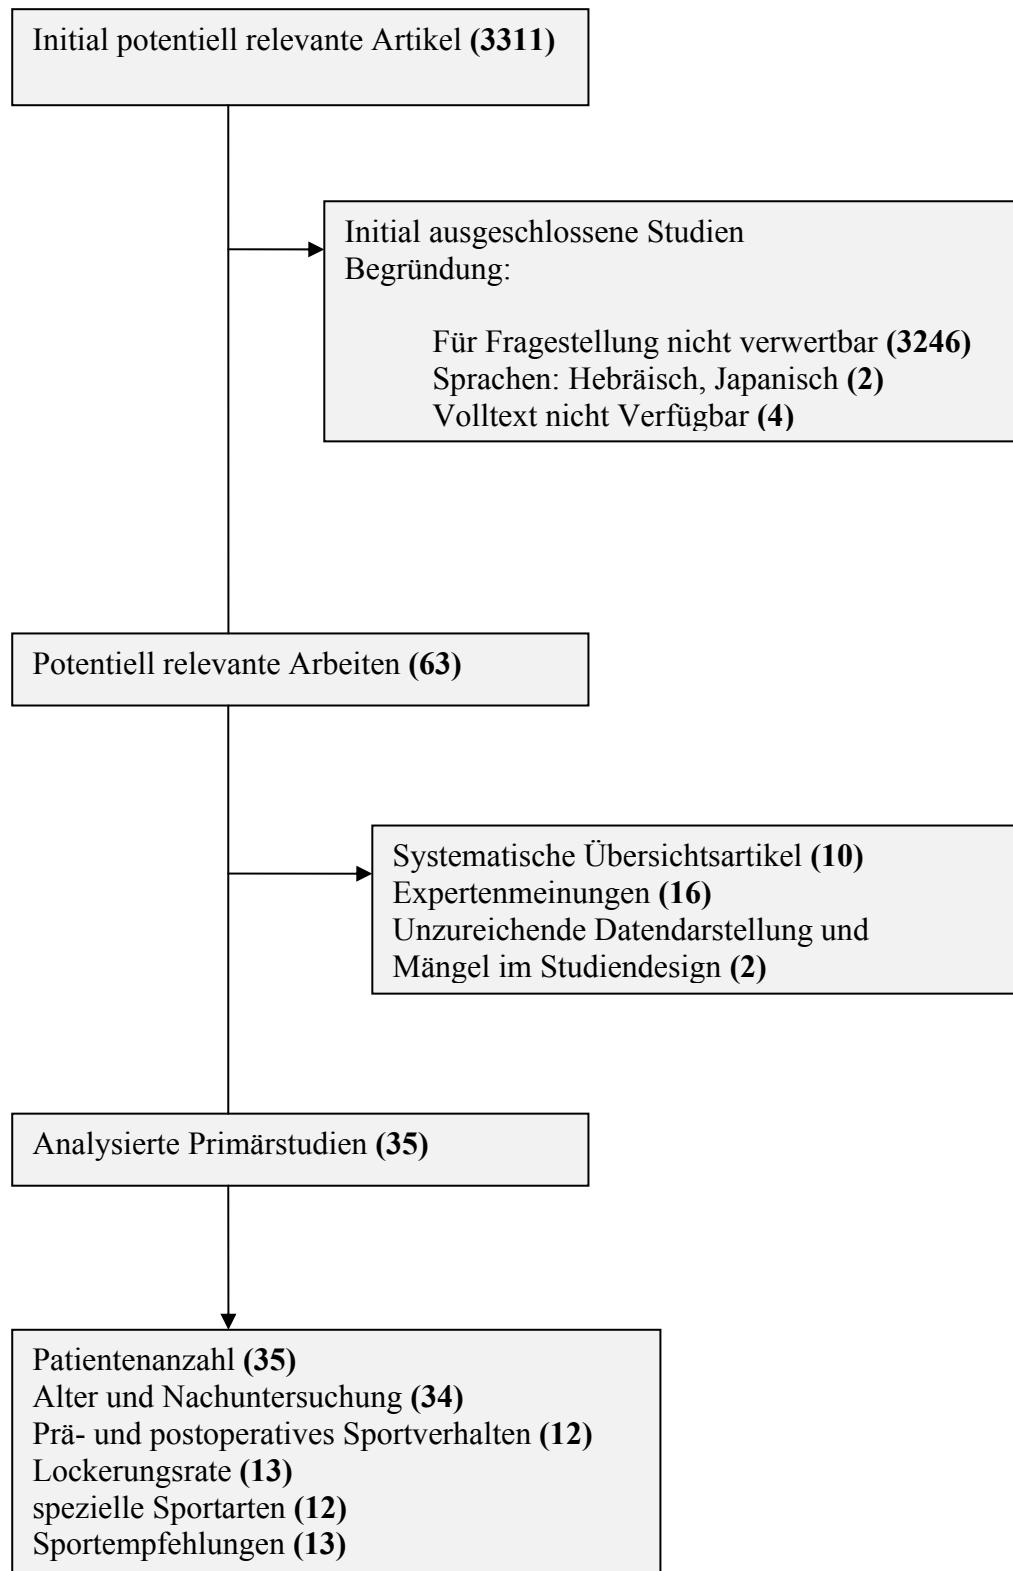 Initial potentiell relevante Artikel (3311)
Initial ausgeschlossene Studien
Begründung:
Für Fragestellung nicht verwertbar (3246)
Sprachen: Hebräisch, Japanisch (2)
Volltext nicht Verfügbar (4)
Potentiell relevante Arbeiten (63)
Systematische Übersichtsartikel (10)
Expertenmeinungen (16)
Unzureichende Datendarstellung und
Mängel im Studiendesign (2)
Analysierte Primärstudien (35)
Patientenanzahl (35)
Alter und Nachuntersuchung (34)
Prä- und postoperatives Sportverhalten (12)
Lockerungsrate (13)
spezielle Sportarten (12)
Sportempfehlungen (13)